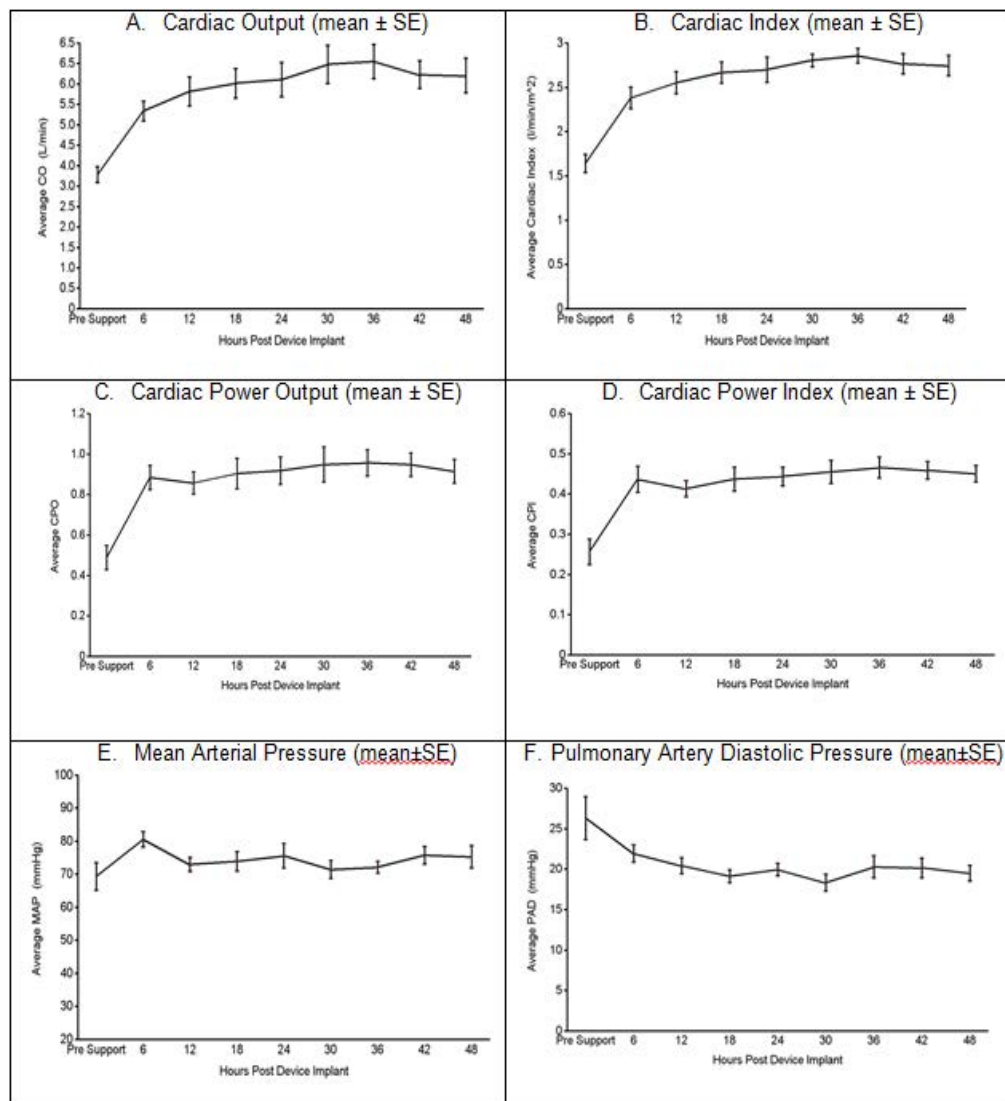 A. Cardiac Output (mean ± SE)
6.5
6.5
6.0
5.5
5.0
4.5
4.0
3.0
2.5
2.0
1.5
1.0
0.5
0
Average CO (L/min)
Pre Support 6 12 18 24 30 36 42 48
Hours Post Device Implant
B. Cardiac Index (mean ± SE)
3
2.5
2
1.5
1
0.5
0
Average Cardiac Index (l/min/m^2)
Pre Support 6 12 18 24 30 36 42 48
Hours Post Device Implant
C. Cardiac Power Output (mean ± SE)
1.2
1.0
0.8
0.6
0.4
0.2
0
Average CPO
Pre Support 6 12 18 24 30 36 42 48
Hours Post Device Implant
D. Cardiac Power Index (mean ± SE)
0.6
0.5
0.4
0.3
0.2
0.1
0
Average CPI
Pre Support 6 12 18 24 30 36 42 48
Hours Post Device Implant
E. Mean Arterial Pressure (mean±SE)
100
90
80
70
60
50
40
30
20
Average MAP (mmHg)
Pre Support 6 12 18 24 30 36 42 48
Hours Post Device Implant
F. Pulmonary Artery Diastolic Pressure (mean±SE)
30
25
20
15
10
5
0
Average PAD (mmHg)
Pre Support 6 12 18 24 30 36 42 48
Hours Post Device Implant